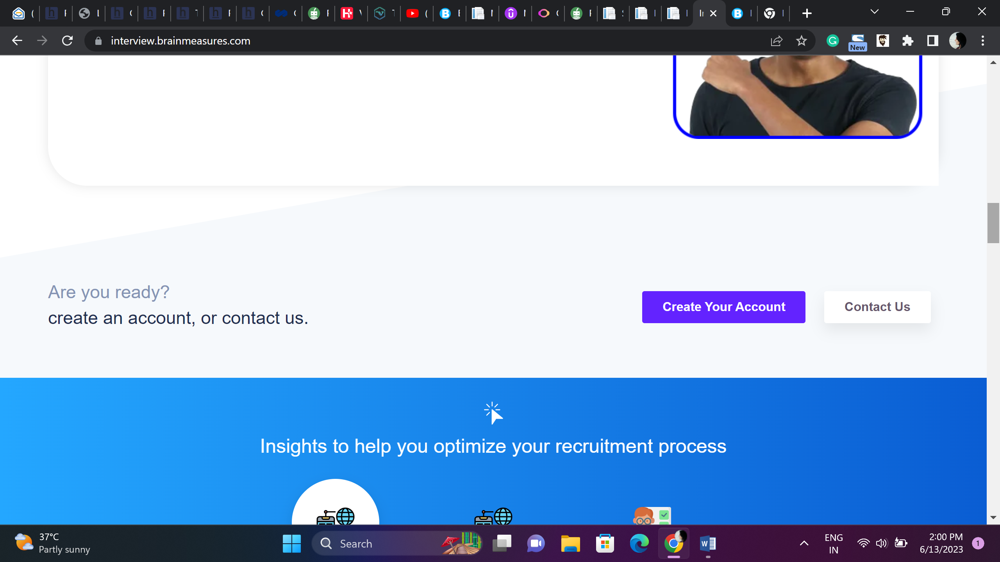 interview.brainmeasures.com
New
Are you ready?
create an account, or contact us.
Create Your Account
Contact Us
Insights to help you optimize your recruitment process
37°C
Partly sunny
Search
ENG
IN
2:00 PM
6/13/2023
1